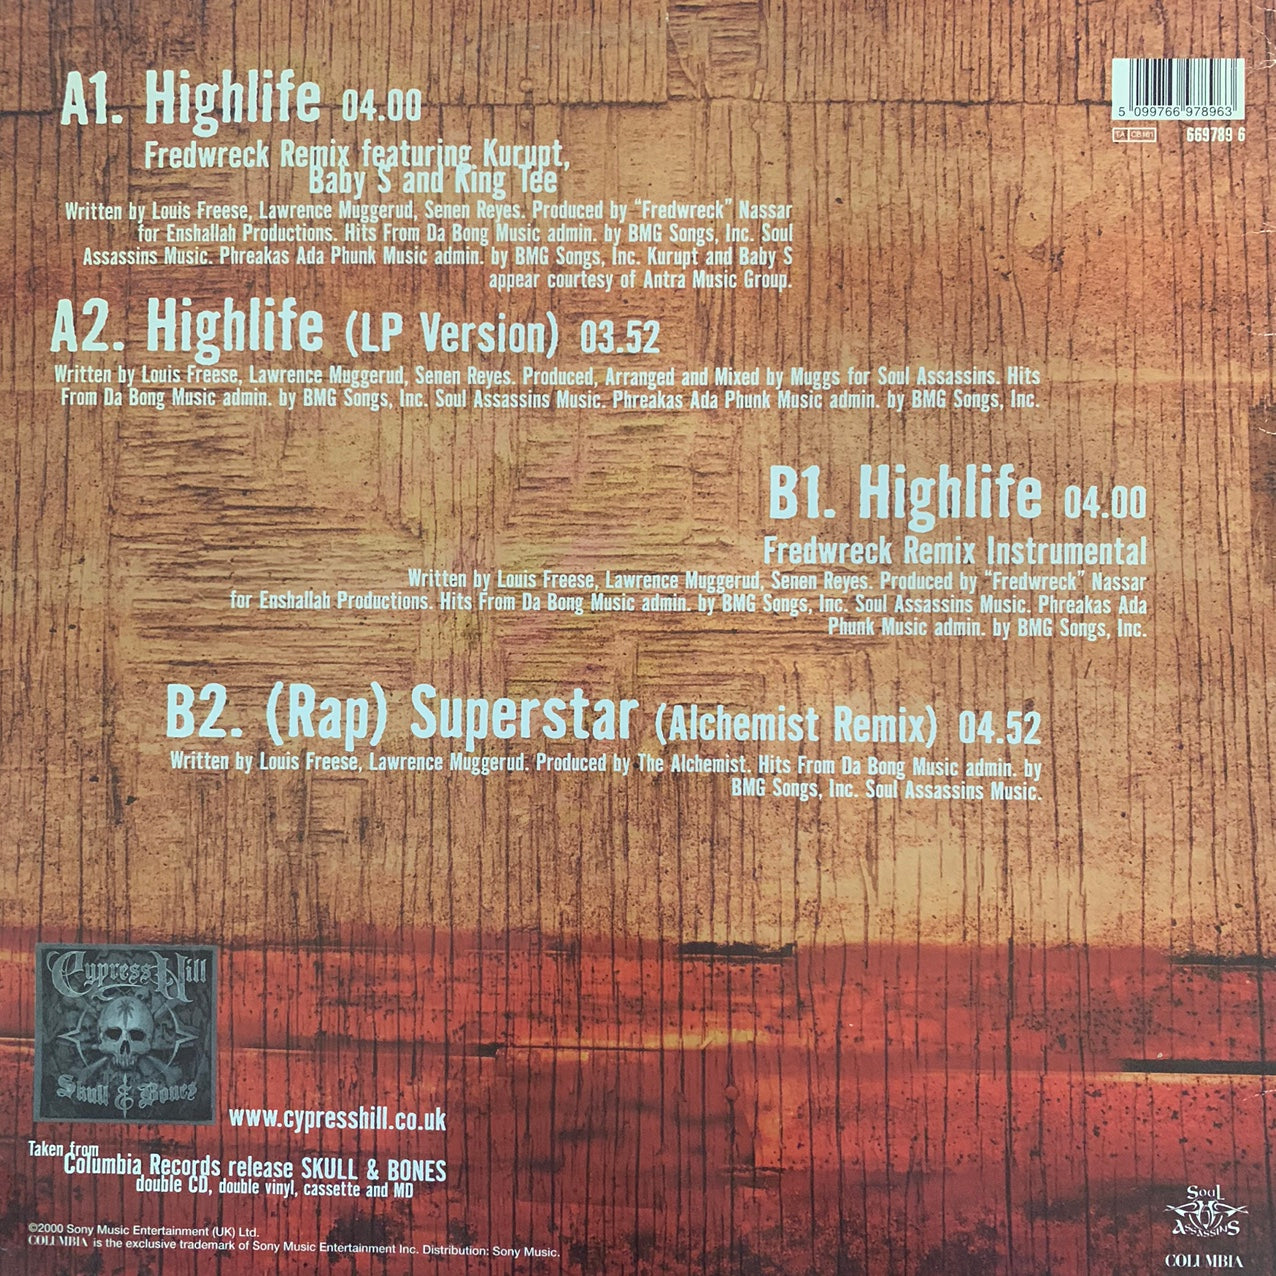 A1. Highlife 04.00
Fredwreck Remix featuring Kurupt,
Baby S and King Tee
Written by Louis Freese, Lawrence Muggerud, Senen Reyes. Produced by “Fredwreck” Nassar
for Enshallah Productions. Hits From Da Bong Music admin. by BMG Songs, Inc. Soul
Assassins Music. Phreakas Ada Phunk Music admin. by BMG Songs, Inc. Kurupt and Baby S
appear courtesy of Antra Music Group.
5 099766 978963
TA CB 161
669789 6
A2. Highlife (LP Version) 03.52
Written by Louis Freese, Lawrence Muggerud, Senen Reyes. Produced, Arranged and Mixed by Muggs for Soul Assassins. Hits
From Da Bong Music admin. by BMG Songs, Inc. Soul Assassins Music. Phreakas Ada Phunk Music admin. by BMG Songs, Inc.
B1. Highlife 04.00
Fredwreck Remix Instrumental
Written by Louis Freese, Lawrence Muggerud, Senen Reyes. Produced by “Fredwreck” Nassar
for Enshallah Productions. Hits From Da Bong Music admin. by BMG Songs, Inc. Soul Assassins Music. Phreakas Ada
Phunk Music admin. by BMG Songs, Inc.
B2. (Rap) Superstar (Alchemist Remix) 04.52
Written by Louis Freese, Lawrence Muggerud. Produced by The Alchemist. Hits From Da Bong Music admin. by
BMG Songs, Inc. Soul Assassins Music.
Cypress Hill
Skull & Bones
www.cypresshill.co.uk
Taken from
Columbia Records release SKULL & BONES
double CD, double vinyl, cassette and MD
©2000 Sony Music Entertainment (UK) Ltd.
COLUMBIA is the exclusive trademark of Sony Music Entertainment Inc. Distribution: Sony Music.
SOUL
ASSASSINS
COLUMBIA